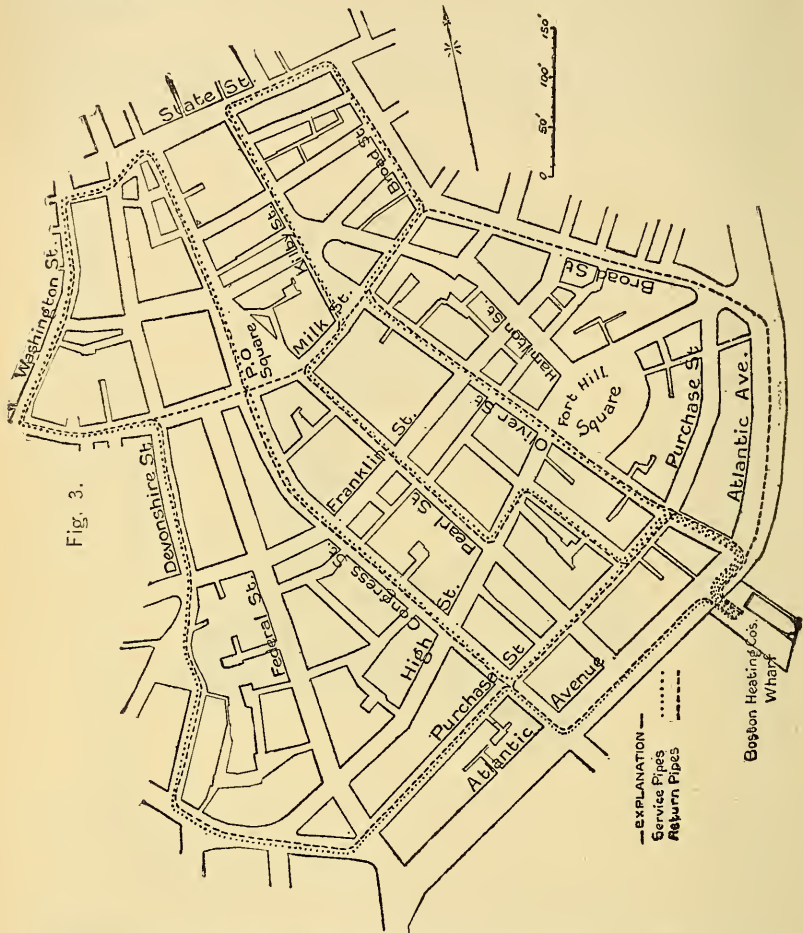 Fig. 3.
State St.
Washington St.
Devonshire St.
P.O
Square
Milk St.
Kilby St.
Broad St
Broad
St
Hamilton St.
Fort Hill
Square
Oliver St.
Franklin
St.
Pearl St.
Congress St.
Federal St.
High St.
Purchase St
Purchase St
Atlantic Ave.
Atlantic Avenue
0 50' 100' 150'
— EXPLANATION —
Service Pipes
Return Pipes
Boston Heating Cos.
Wharf